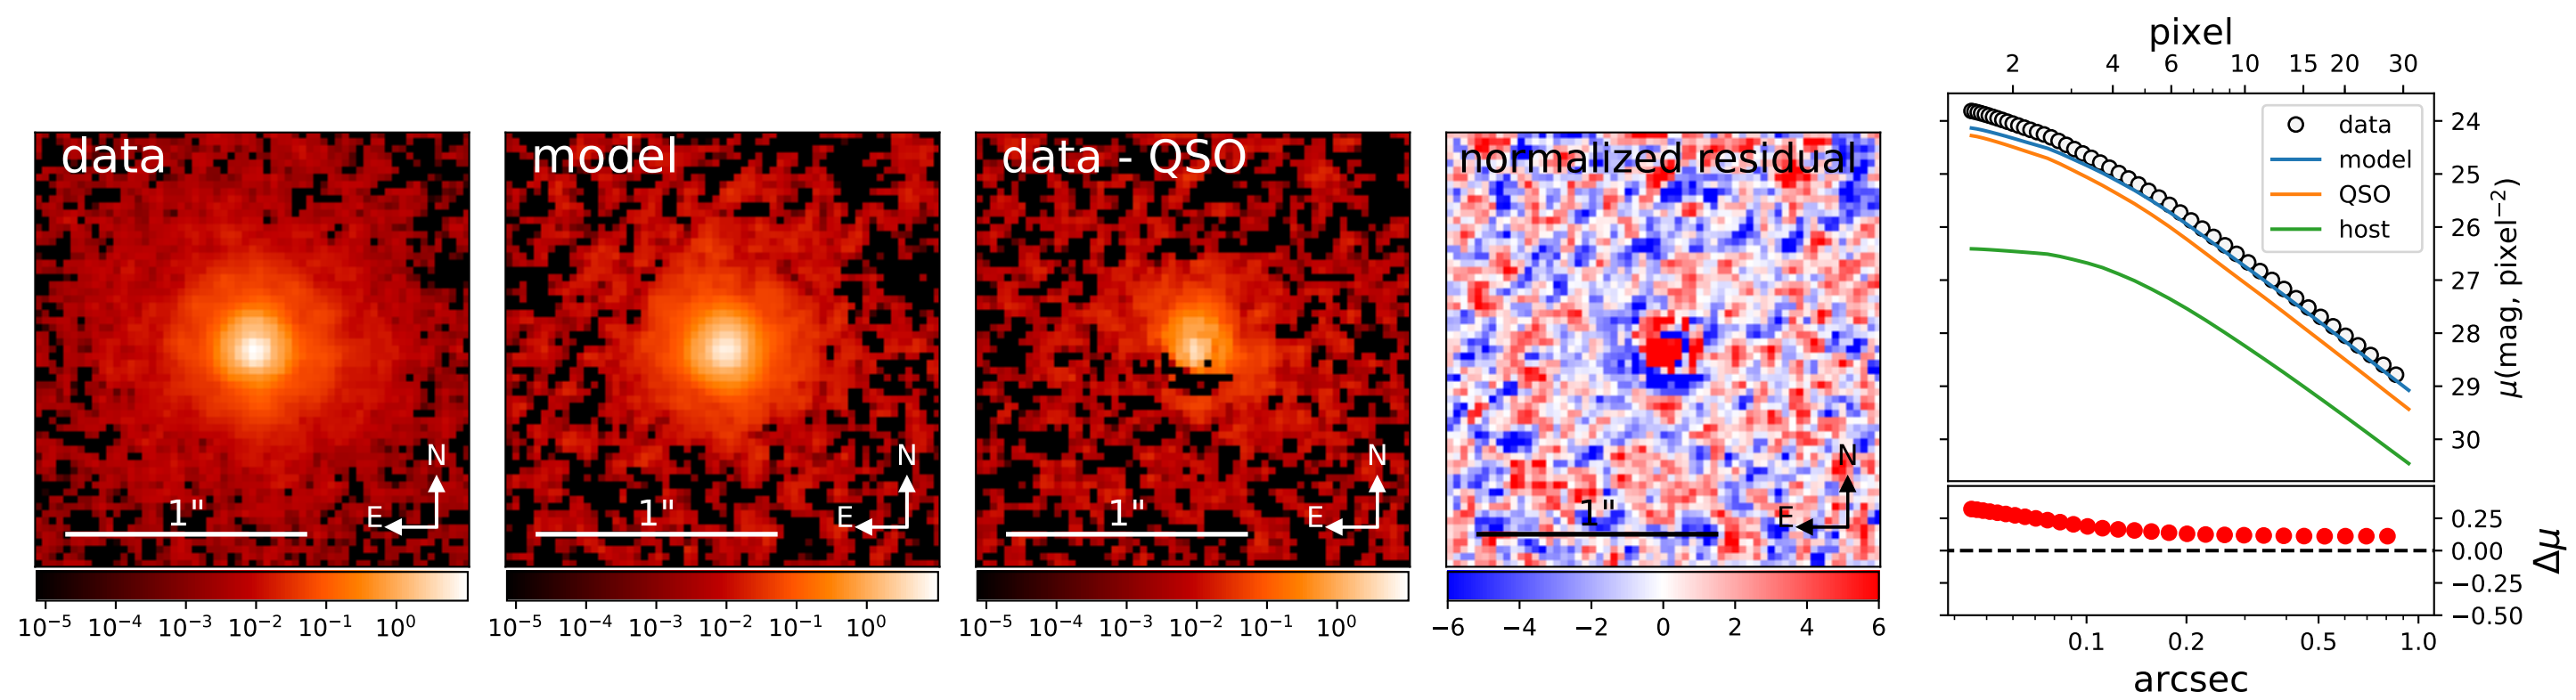 data
N
E
1"
10⁻⁵ 10⁻⁴ 10⁻³ 10⁻² 10⁻¹ 10⁰
model
N
E
1"
10⁻⁵ 10⁻⁴ 10⁻³ 10⁻² 10⁻¹ 10⁰
data - QSO
N
E
1"
10⁻⁵ 10⁻⁴ 10⁻³ 10⁻² 10⁻¹ 10⁰
normalized residual
N
E
1"
−6 −4 −2 0 2 4 6
pixel
2 4 6 10 15 20 30
data
model
QSO
host
24
25
26
27
28
29
30
μ(mag, pixel⁻²)
0.25
0.00
−0.25
−0.50
Δμ
0.1 0.2 0.5 1.0
arcsec